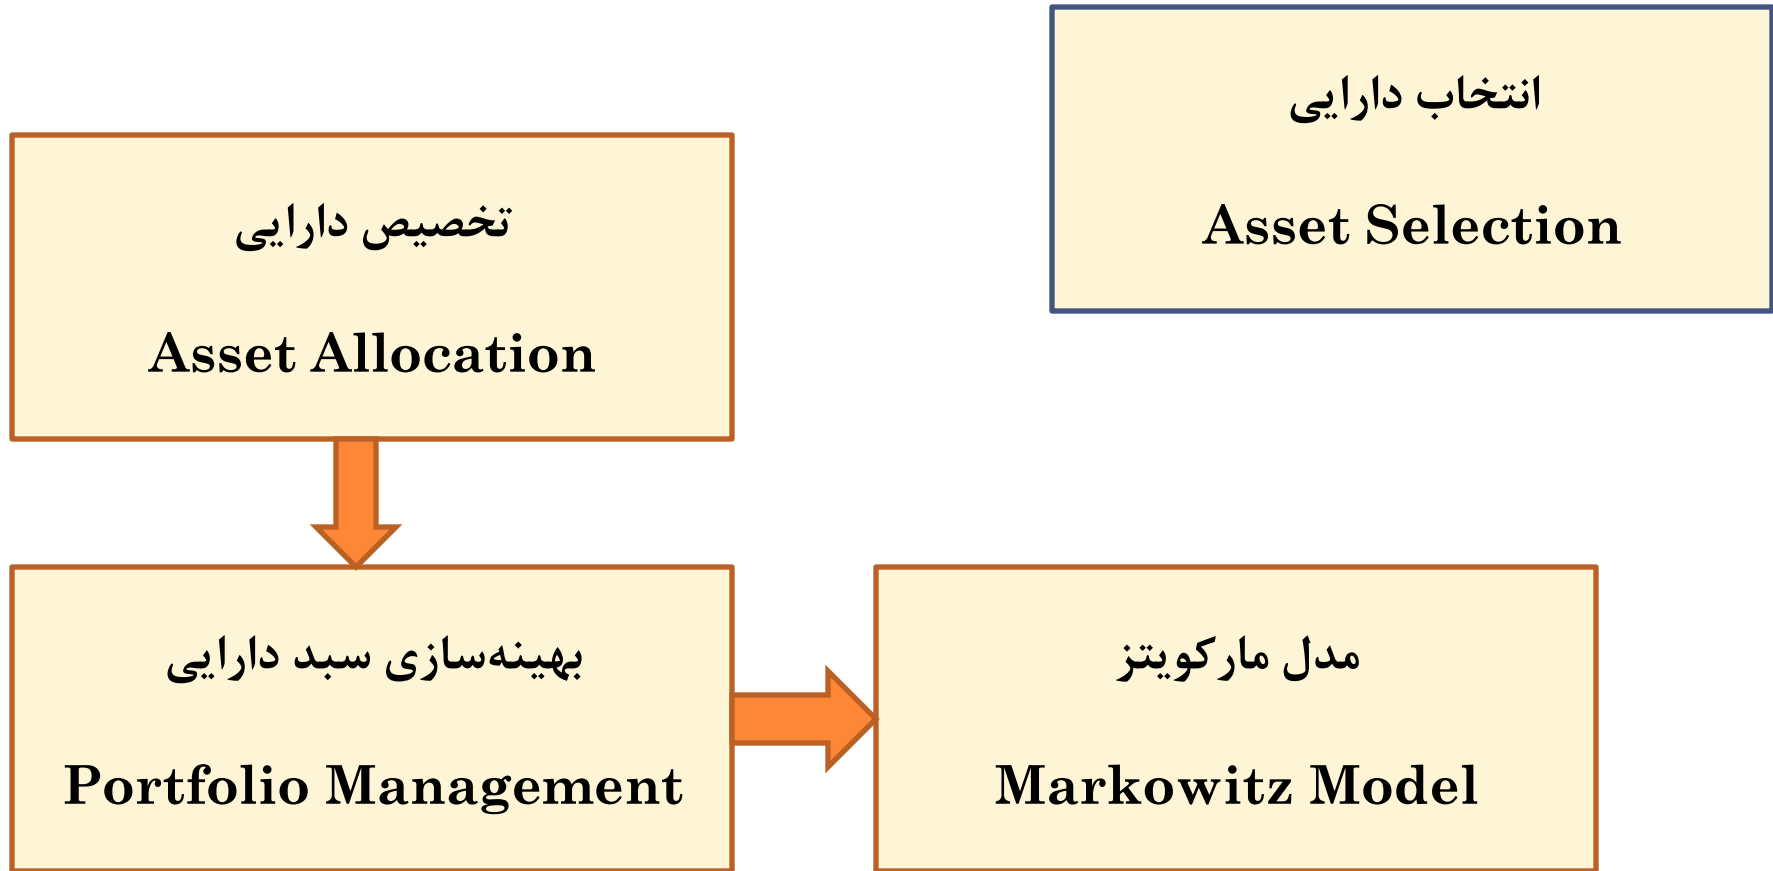 انتخاب دارایی
Asset Selection
تخصیص دارایی
Asset Allocation
بهینه‌سازی سبد دارایی
Portfolio Management
مدل مارکویتز
Markowitz Model